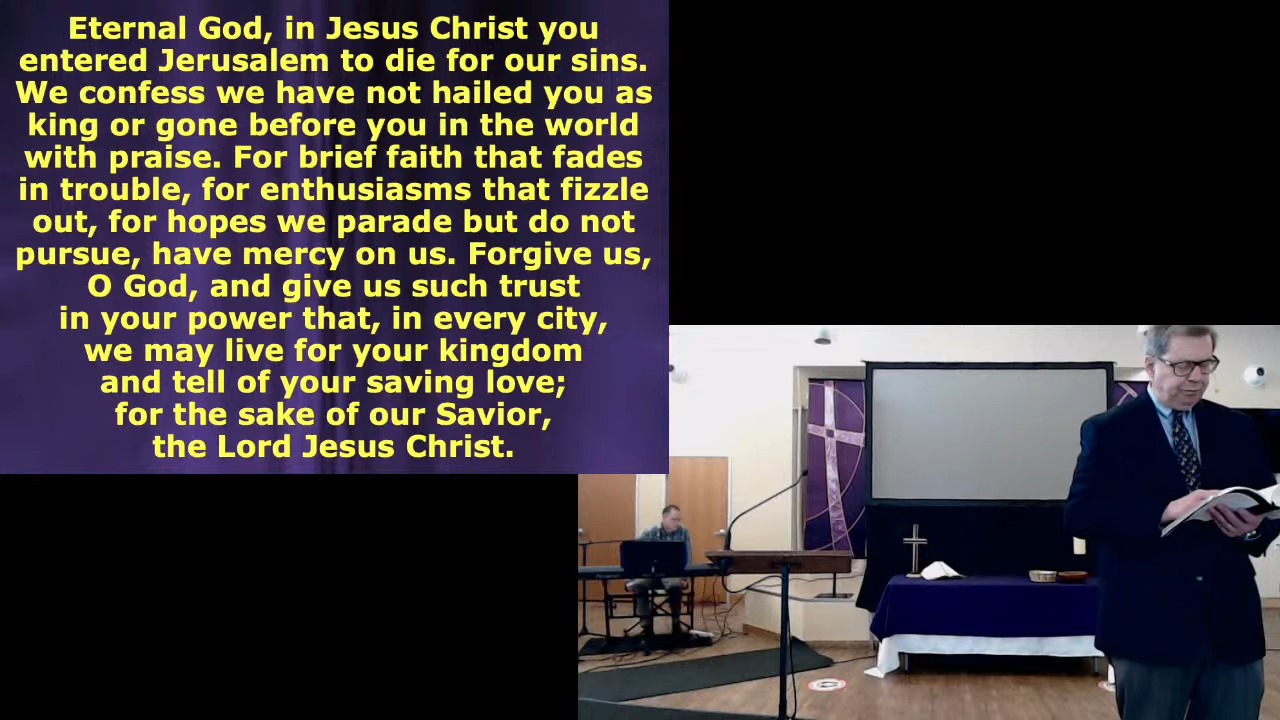 Eternal God, in Jesus Christ you
entered Jerusalem to die for our sins.
We confess we have not hailed you as
king or gone before you in the world
with praise. For brief faith that fades
in trouble, for enthusiasms that fizzle
out, for hopes we parade but do not
pursue, have mercy on us. Forgive us,
O God, and give us such trust
in your power that, in every city,
we may live for your kingdom
and tell of your saving love;
for the sake of our Savior,
the Lord Jesus Christ.